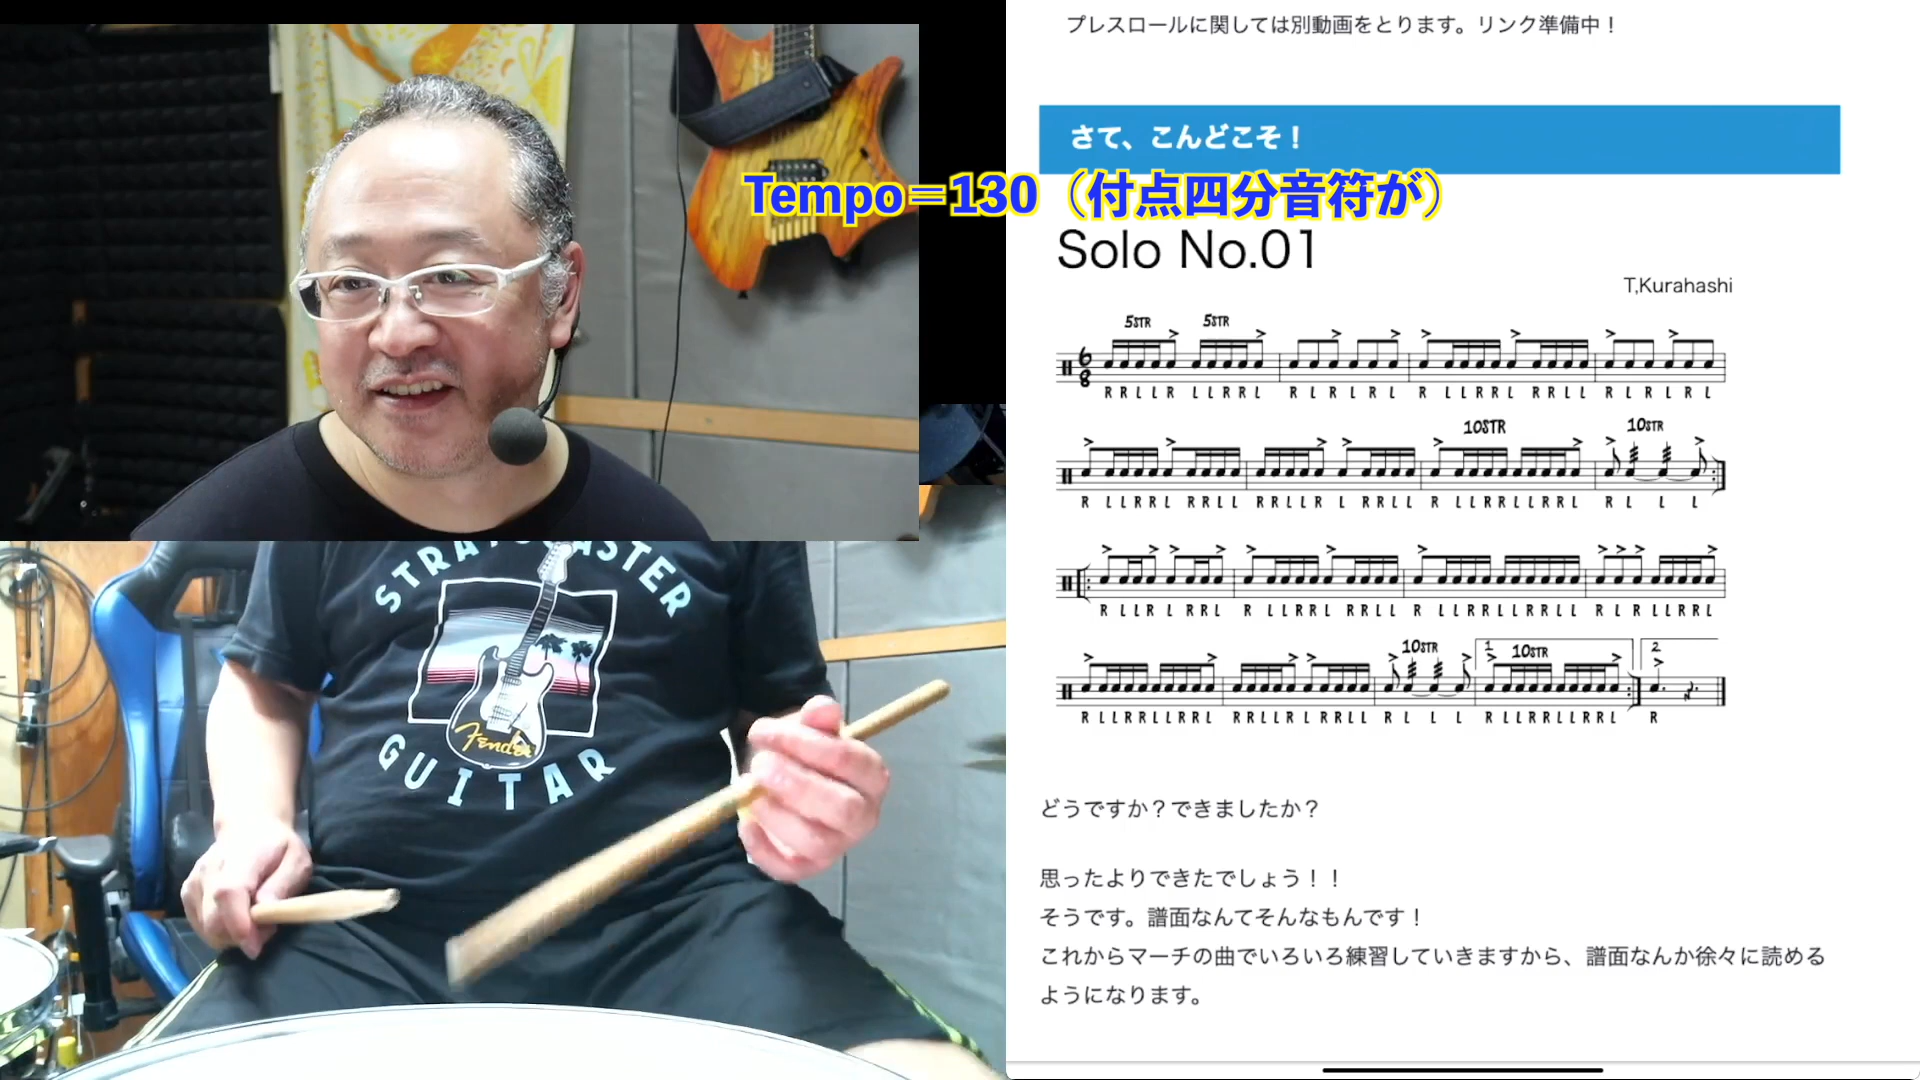 プレスロールに関しては別動画をとります。リンク準備中！
さて、こんどこそ！
Tempo＝130（付点四分音符が）
Solo No.01
T,Kurahashi
5STR 5STR
R R L L R L L R R L R L R L R L R L L R R L R R L L R L R L R L
10STR 10STR
R L L R R L R R L L R R L L R L R R L L R L L R R L L R R L R L L L
R L L R L R R L R L L R R L R R L L R L L R R L L R R L L R L R L L R R L
10STR 1 10STR 2
R L L R R L L R R L R R L L R L R R L L R L L L R L L R R L L R R L R
どうですか？できましたか？
思ったよりできたでしょう！！
そうです。譜面なんてそんなもんです！
これからマーチの曲でいろいろ練習していきますから、譜面なんか徐々に読める
ようになります。
STRATOCASTER
Fender
GUITAR